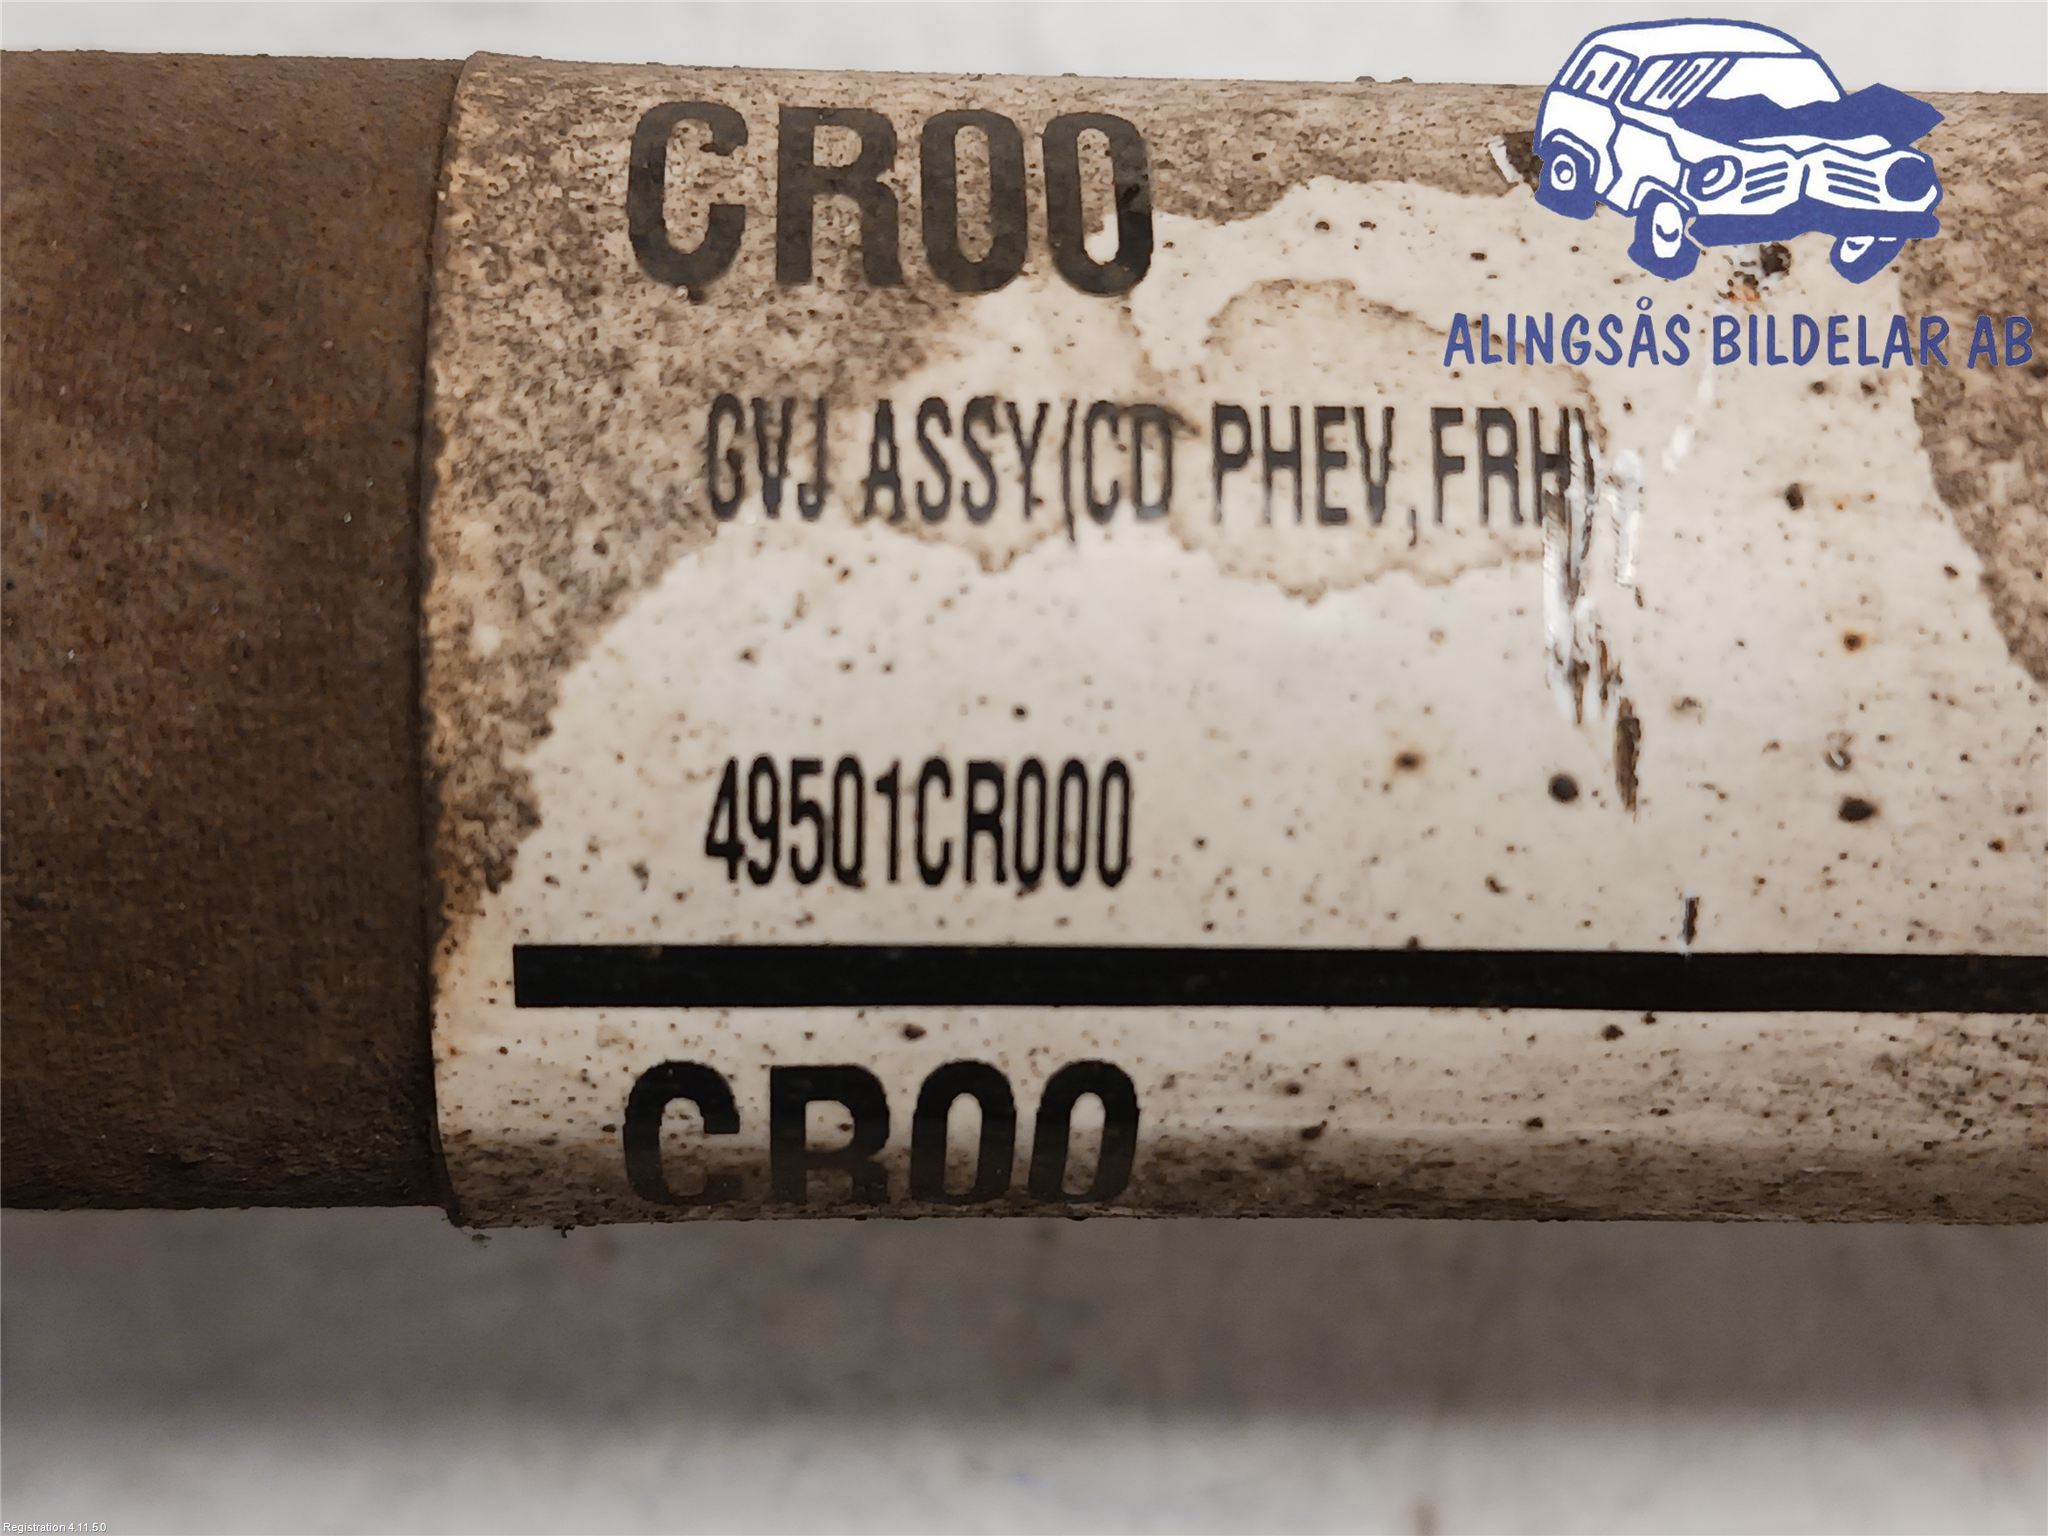 CR00
ALINGSÅS BILDELAR AB
GVJ ASSY(CD PHEV,FRH)
49501CR000
CR00
Registration 4.11.5.0